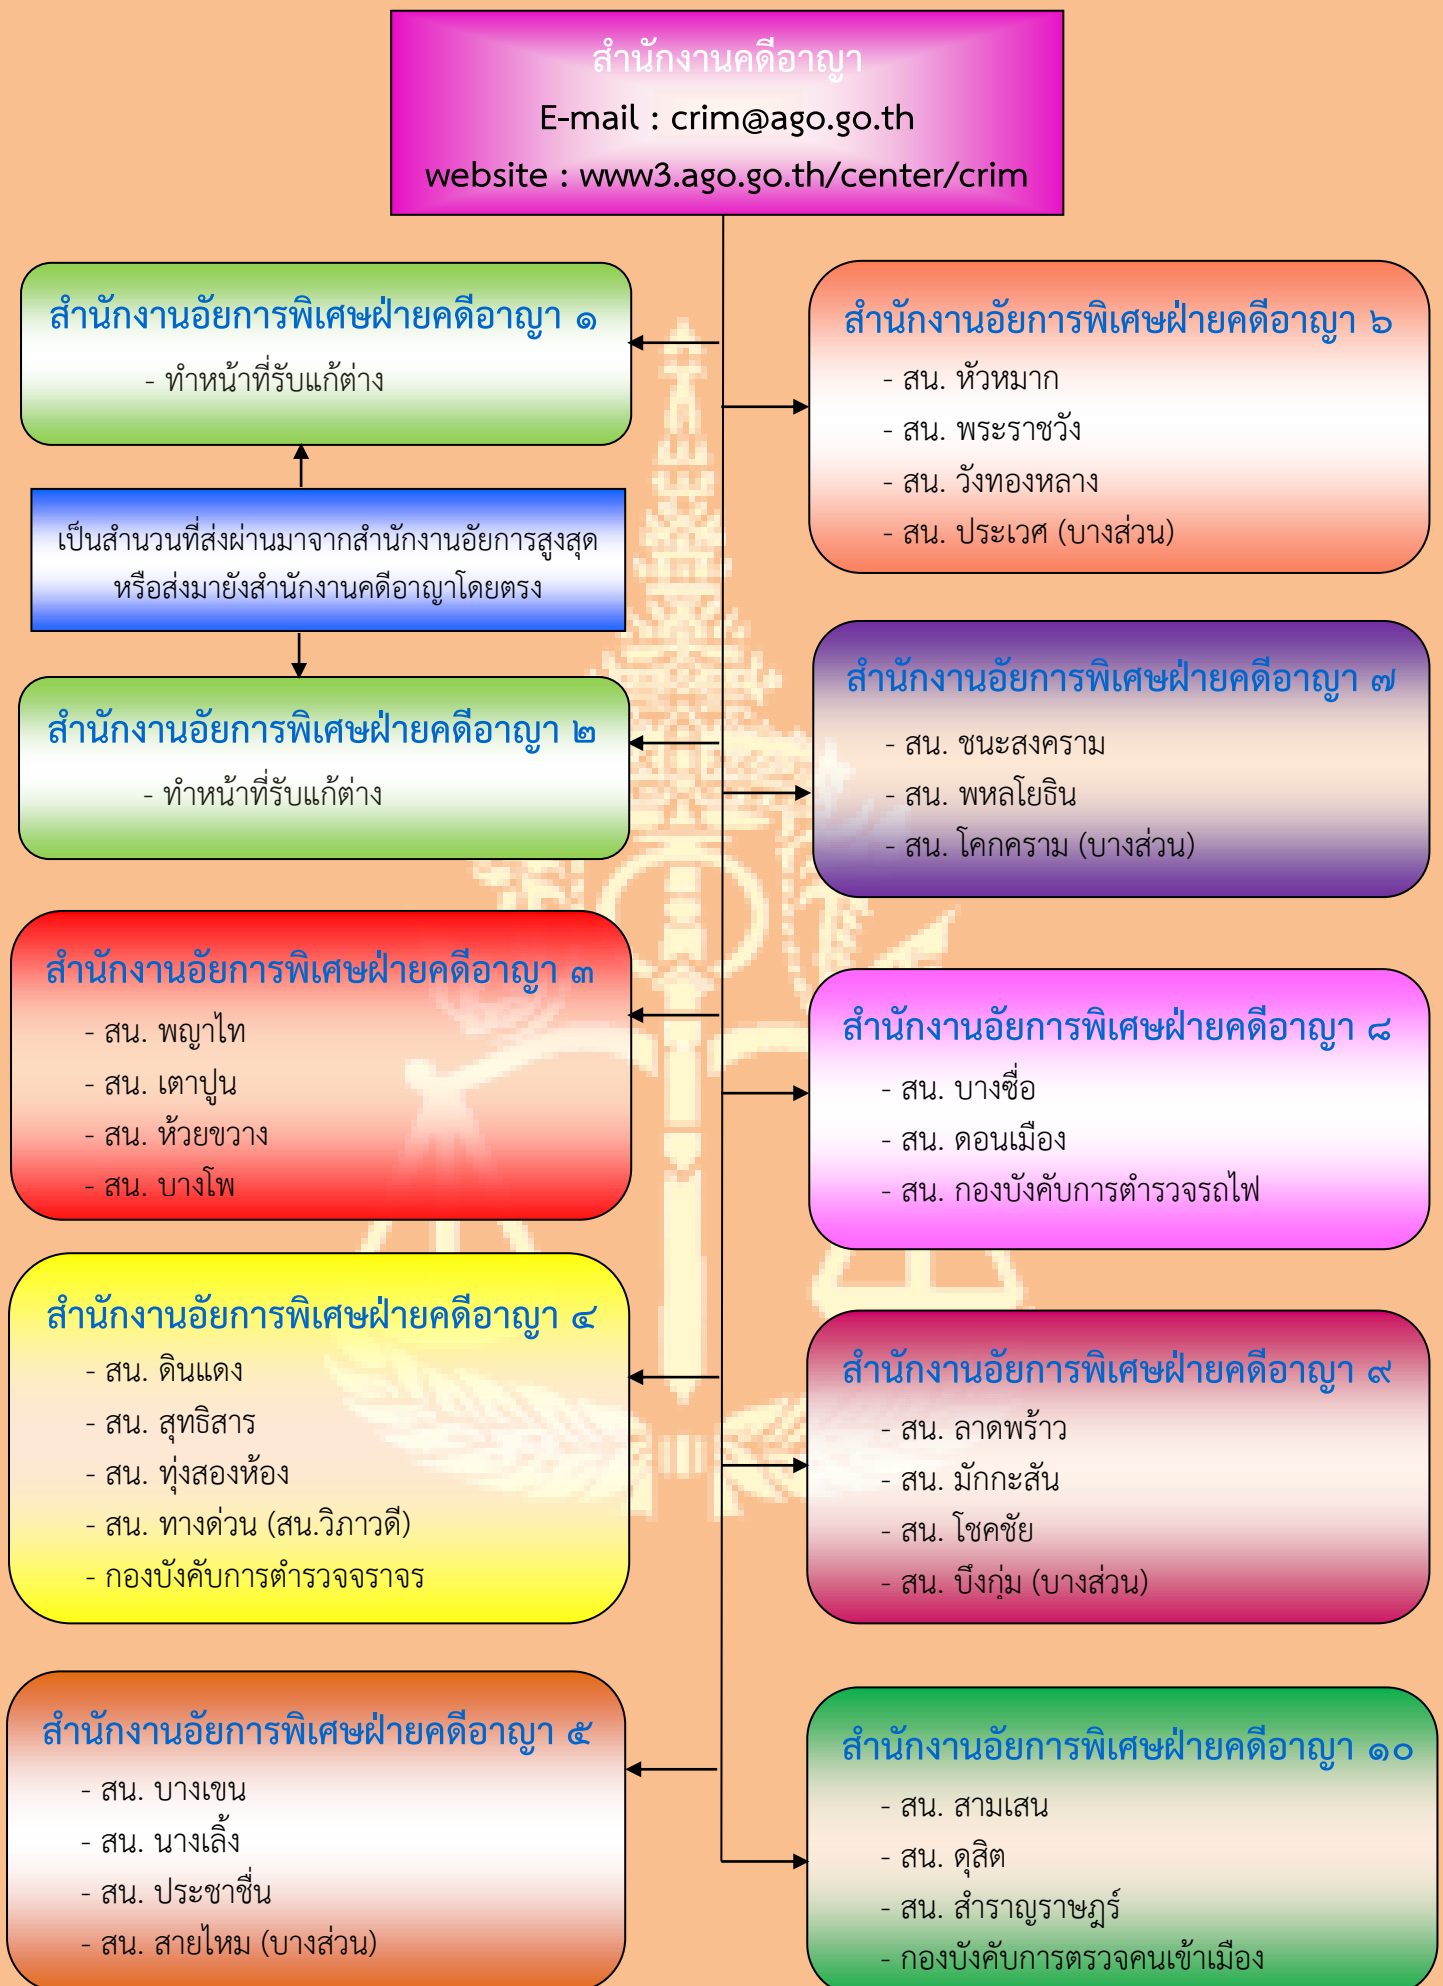 สำนักงานคดีอาญา
E-mail : crim@ago.go.th
website : www3.ago.go.th/center/crim
สำนักงานอัยการพิเศษฝ่ายคดีอาญา ๑
- ทำหน้าที่รับแก้ต่าง
เป็นสำนวนที่ส่งผ่านมาจากสำนักงานอัยการสูงสุด
หรือส่งมายังสำนักงานคดีอาญาโดยตรง
สำนักงานอัยการพิเศษฝ่ายคดีอาญา ๒
- ทำหน้าที่รับแก้ต่าง
สำนักงานอัยการพิเศษฝ่ายคดีอาญา ๓
- สน. พญาไท
- สน. เตาปูน
- สน. ห้วยขวาง
- สน. บางโพ
สำนักงานอัยการพิเศษฝ่ายคดีอาญา ๔
- สน. ดินแดง
- สน. สุทธิสาร
- สน. ทุ่งสองห้อง
- สน. ทางด่วน (สน.วิภาวดี)
- กองบังคับการตำรวจจราจร
สำนักงานอัยการพิเศษฝ่ายคดีอาญา ๕
- สน. บางเขน
- สน. นางเลิ้ง
- สน. ประชาชื่น
- สน. สายไหม (บางส่วน)
สำนักงานอัยการพิเศษฝ่ายคดีอาญา ๖
- สน. หัวหมาก
- สน. พระราชวัง
- สน. วังทองหลาง
- สน. ประเวศ (บางส่วน)
สำนักงานอัยการพิเศษฝ่ายคดีอาญา ๗
- สน. ชนะสงคราม
- สน. พหลโยธิน
- สน. โคกคราม (บางส่วน)
สำนักงานอัยการพิเศษฝ่ายคดีอาญา ๘
- สน. บางซื่อ
- สน. ดอนเมือง
- สน. กองบังคับการตำรวจรถไฟ
สำนักงานอัยการพิเศษฝ่ายคดีอาญา ๙
- สน. ลาดพร้าว
- สน. มักกะสัน
- สน. โชคชัย
- สน. บึงกุ่ม (บางส่วน)
สำนักงานอัยการพิเศษฝ่ายคดีอาญา ๑๐
- สน. สามเสน
- สน. ดุสิต
- สน. สำราญราษฎร์
- กองบังคับการตรวจคนเข้าเมือง